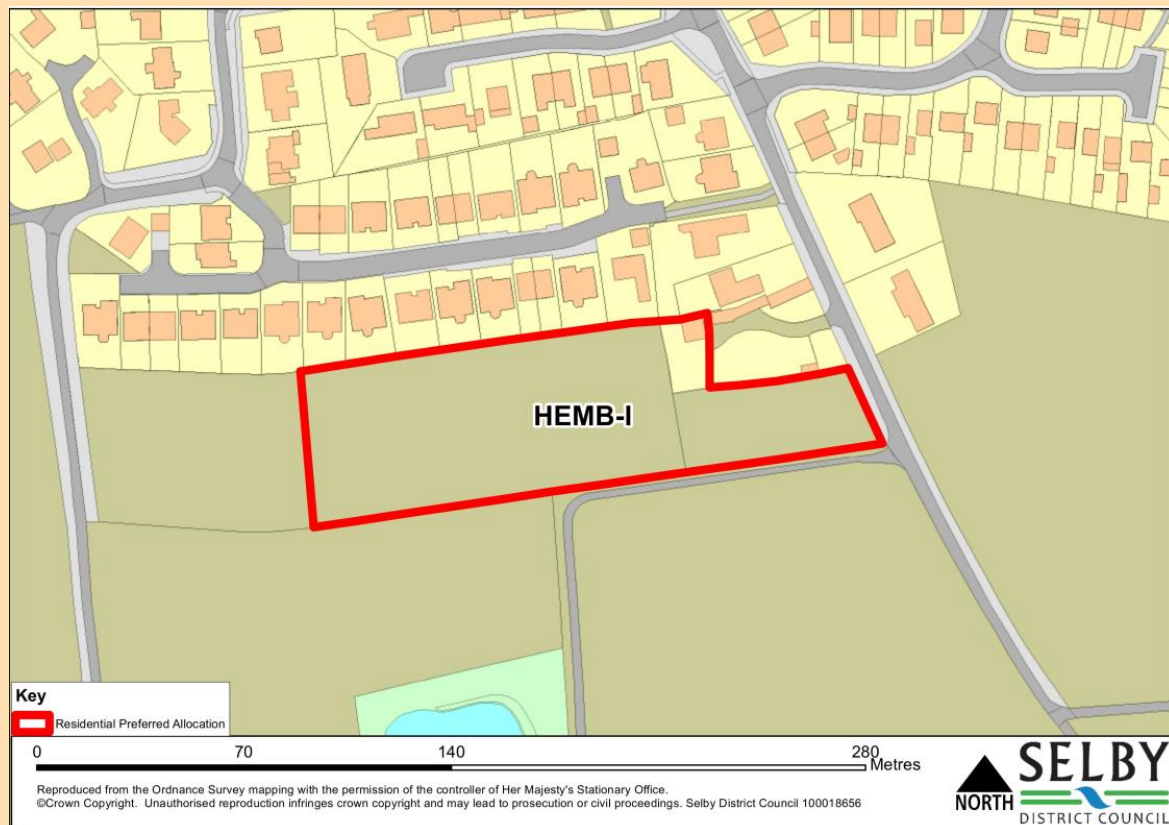 HEMB-I
Key
Residential Preferred Allocation
0 70 140 280 Metres
Reproduced from the Ordnance Survey mapping with the permission of the controller of Her Majesty's Stationary Office.
©Crown Copyright. Unauthorised reproduction infringes crown copyright and may lead to prosecution or civil proceedings. Selby District Council 100018656
NORTH
SELBY
DISTRICT COUNCIL